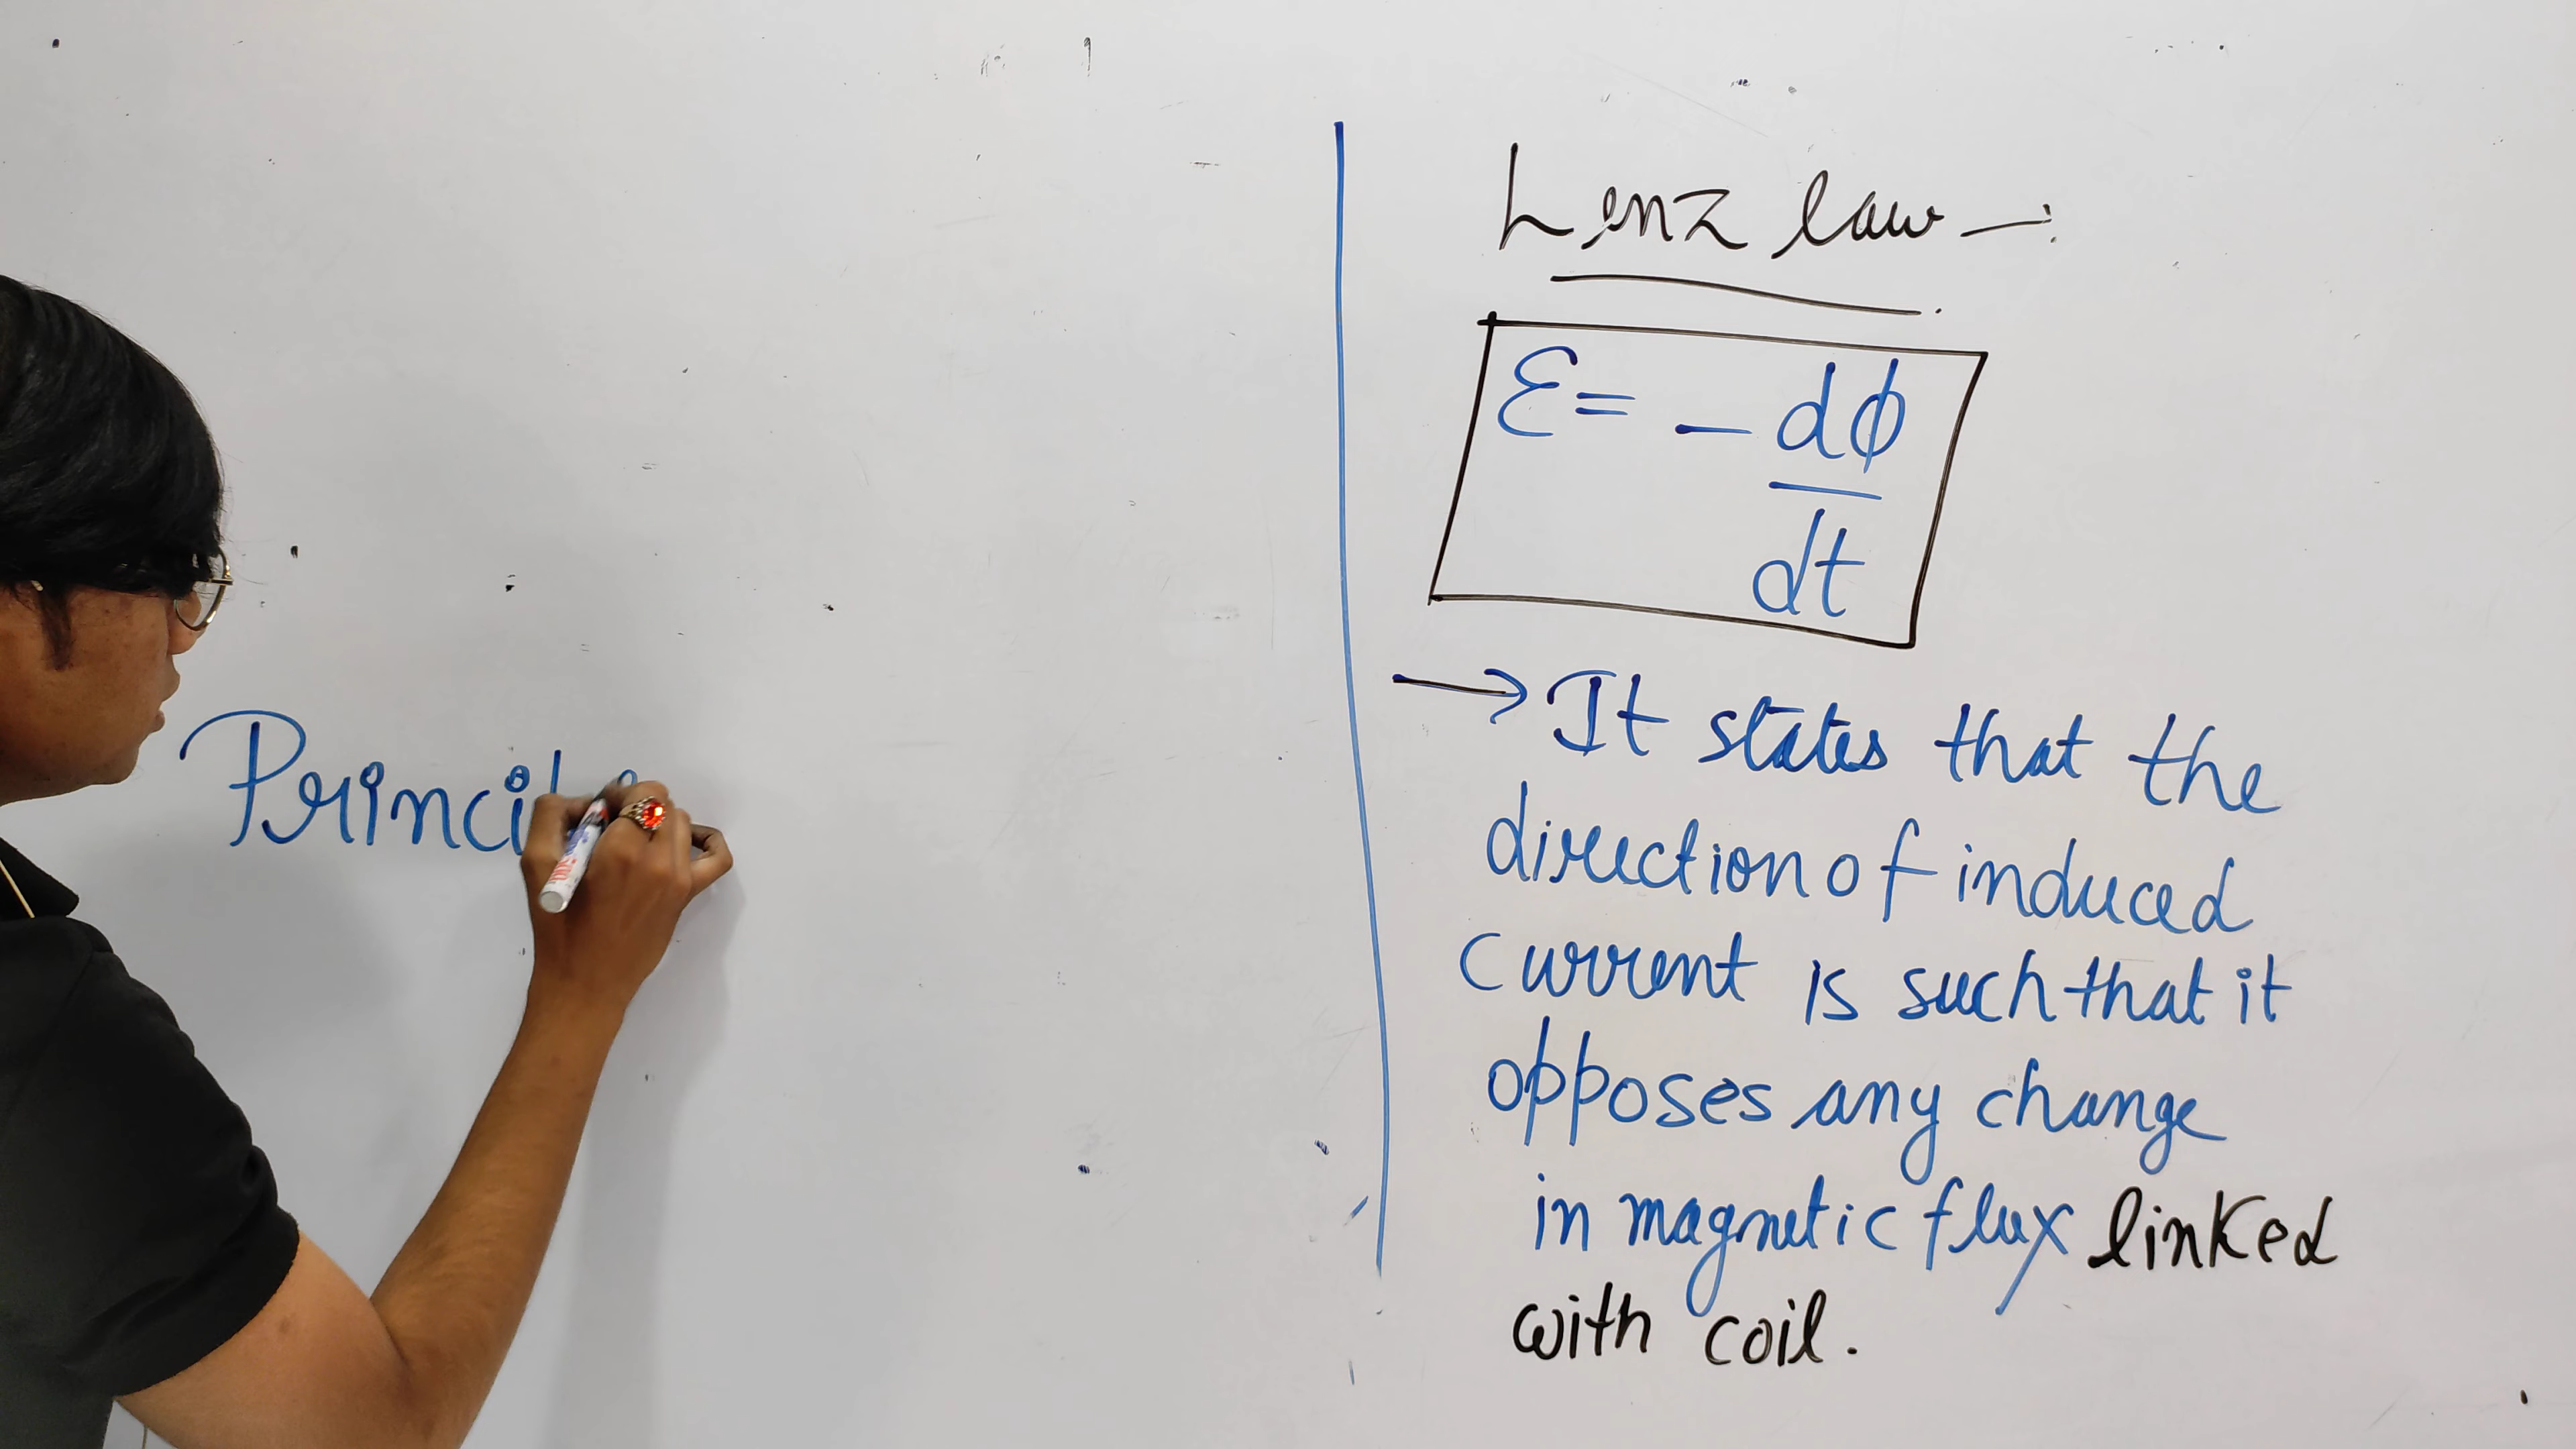 Lenz law —:
ε = - dφ
dt
→ It states that the
direction of induced
current is such that it
opposes any change
in magnetic flux linked
with coil.